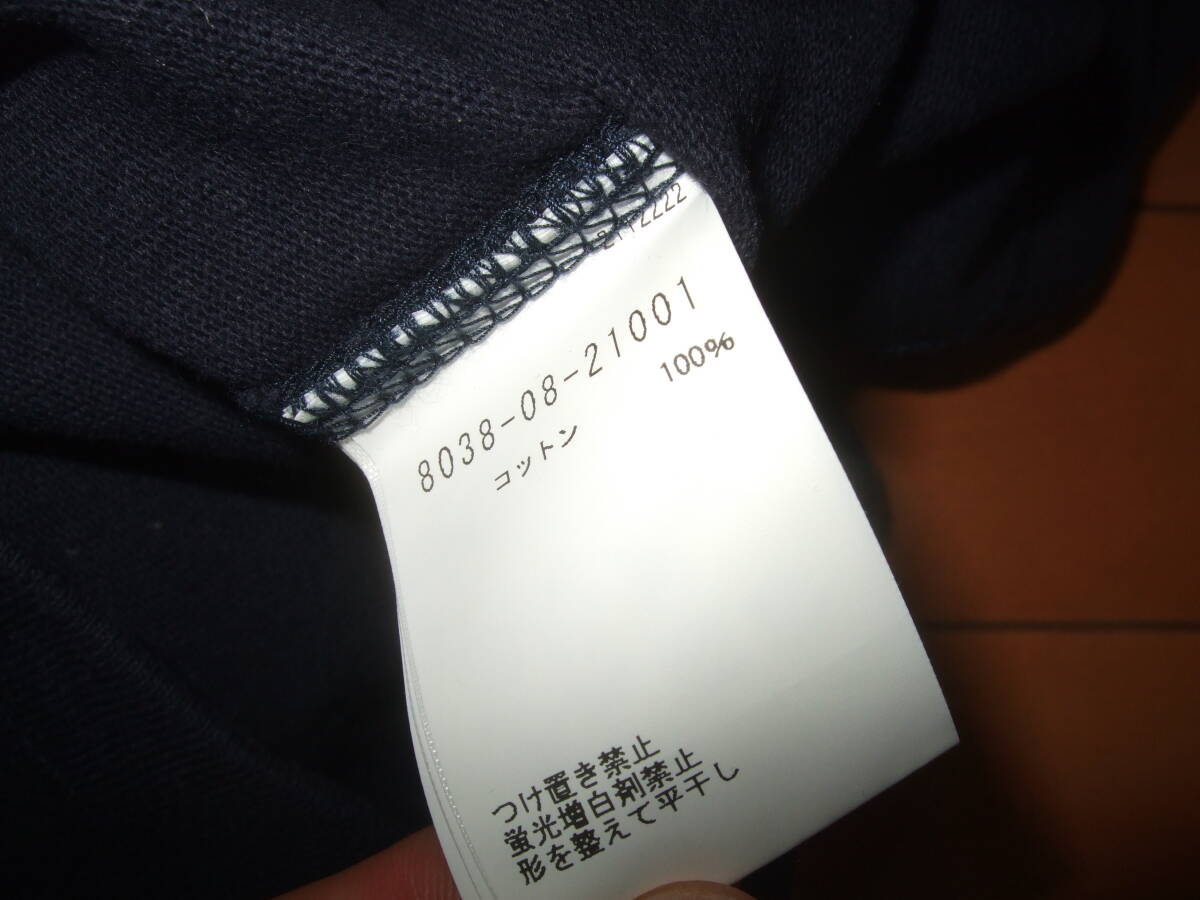 8038-08-21001
コットン 100%
つけ置き禁止
蛍光増白剤禁止
形を整えて平干し